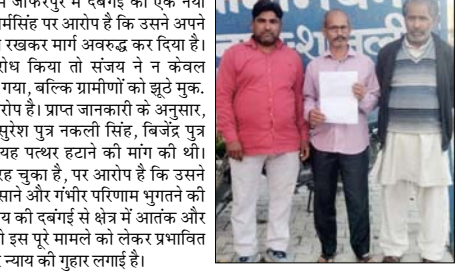 जाफरपुर में दबंगई का एक नया
र्मसिंह पर आरोप है कि उसने अपने
रखकर मार्ग अवरुद्ध कर दिया है।
रोध किया तो संजय ने न केवल
गया, बल्कि ग्रामीणों को झूठे मुक.
रोप है। प्राप्त जानकारी के अनुसार,
सुरेश पुत्र नकली सिंह, बिजेंद्र पुत्र
यह पत्थर हटाने की मांग की थी।
रह चुका है, पर आरोप है कि उसने
साने और गंभीर परिणाम भुगतने की
य की दबंगई से क्षेत्र में आतंक और
ो इस पूरे मामले को लेकर प्रभावित
न्याय की गुहार लगाई है।